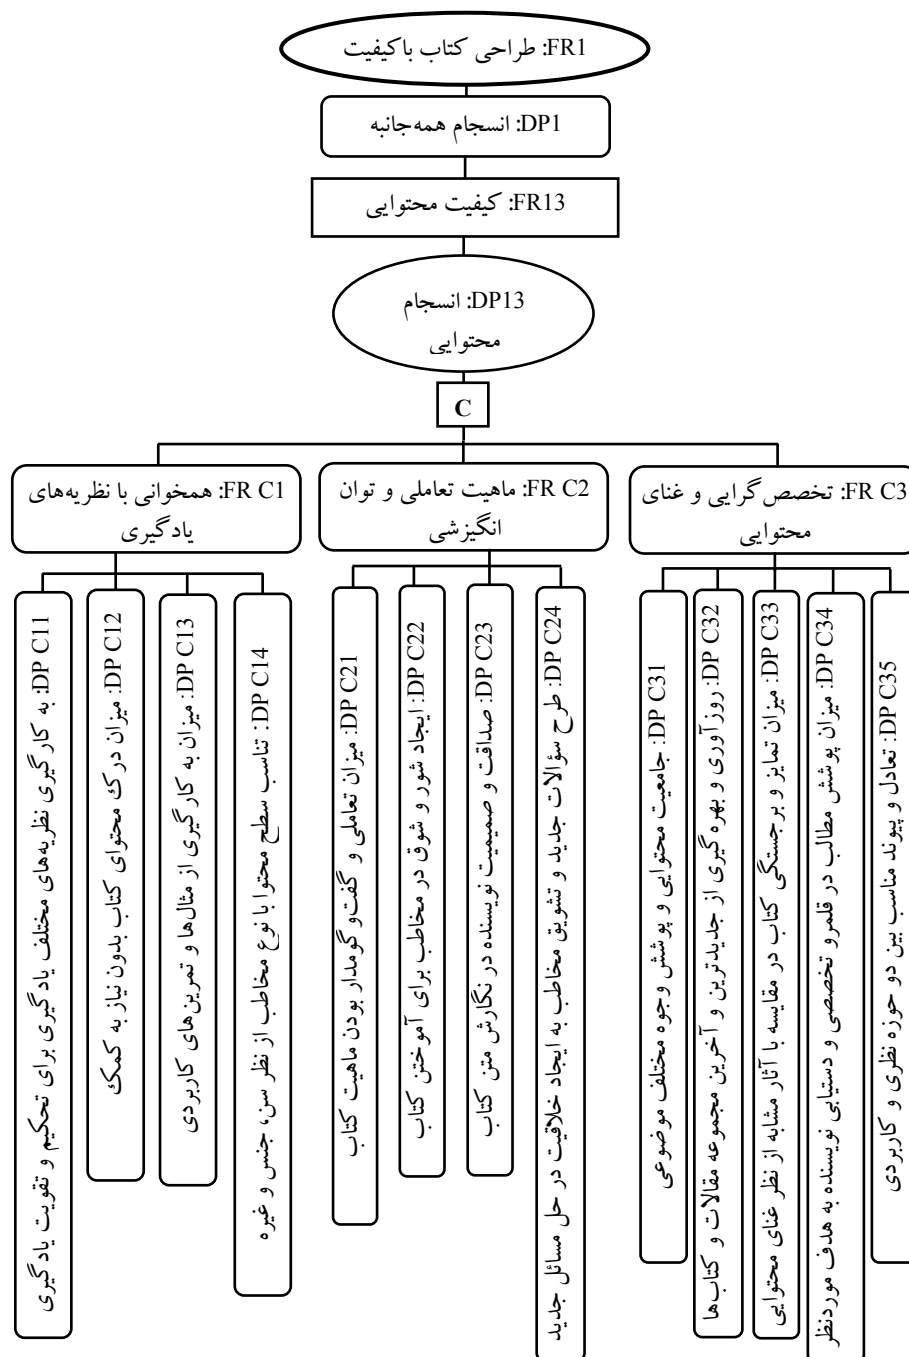 FR1: طراحی کتاب باکیفیت
DP1: انسجام همه‌جانبه
FR13: کیفیت محتوایی
DP13: انسجام
محتوایی
C
FR C1: همخوانی با نظریه‌های
یادگیری
FR C2: ماهیت تعاملی و توان
انگیزشی
FR C3: تخصص‌گرایی و غنای
محتوایی
DP C11: به کارگیری نظریه‌های مختلف یادگیری برای تحکیم و تقویت یادگیری
DP C12: میزان درک محتوای کتاب بدون نیاز به کمک
DP C13: میزان به کارگیری از مثال‌ها و تمرین‌های کاربردی
DP C14: تناسب سطح محتوا با نوع مخاطب از نظر سن، جنس و غیره
DP C21: میزان تعاملی و گفت‌و گومدار بودن ماهیت کتاب
DP C22: ایجاد شور و شوق در مخاطب برای آموختن کتاب
DP C23: صداقت و صمیمیت نویسنده در نگارش متن کتاب
DP C24: طرح سؤالات جدید و تشویق مخاطب به ایجاد خلاقیت در حل مسائل جدید
DP C31: جامعیت محتوایی و پوشش وجوه مختلف موضوعی
DP C32: روزآوری و بهره‌گیری از جدیدترین و آخرین مجموعه مقالات و کتاب‌ها
DP C33: میزان تمایز و برجستگی کتاب در مقایسه با آثار مشابه از نظر غنای محتوایی
DP C34: میزان پوشش مطالب در قلمرو تخصصی و دستیابی نویسنده به هدف موردنظر
DP C35: تعادل و پیوند مناسب بین دو حوزه نظری و کاربردی